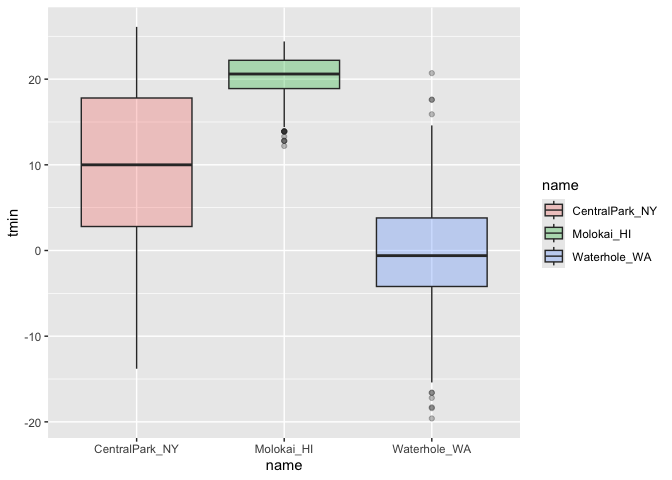 tmin
20
10
0
-10
-20
CentralPark_NY
Molokai_HI
Waterhole_WA
name
name
CentralPark_NY
Molokai_HI
Waterhole_WA